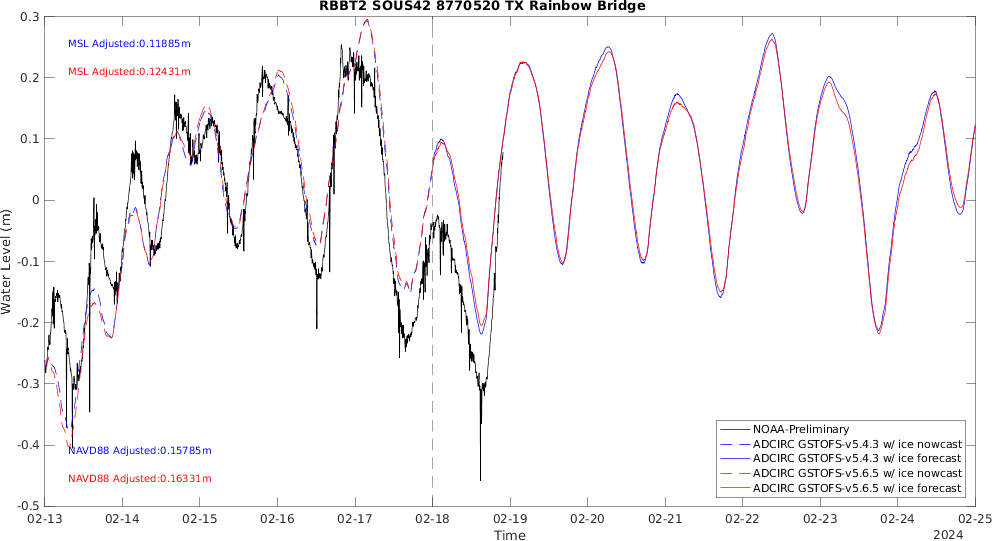 RBBT2 SOUS42 8770520 TX Rainbow Bridge
0.3
0.2
0.1
0
-0.1
-0.2
-0.3
-0.4
-0.5
Water Level (m)
MSL Adjusted:0.11885m
MSL Adjusted:0.12431m
NAVD88 Adjusted:0.15785m
NAVD88 Adjusted:0.16331m
NOAA-Preliminary
ADCIRC GSTOFS-v5.4.3 w/ ice nowcast
ADCIRC GSTOFS-v5.4.3 w/ ice forecast
ADCIRC GSTOFS-v5.6.5 w/ ice nowcast
ADCIRC GSTOFS-v5.6.5 w/ ice forecast
02-13 02-14 02-15 02-16 02-17 02-18 02-19 02-20 02-21 02-22 02-23 02-24 02-25
Time
2024